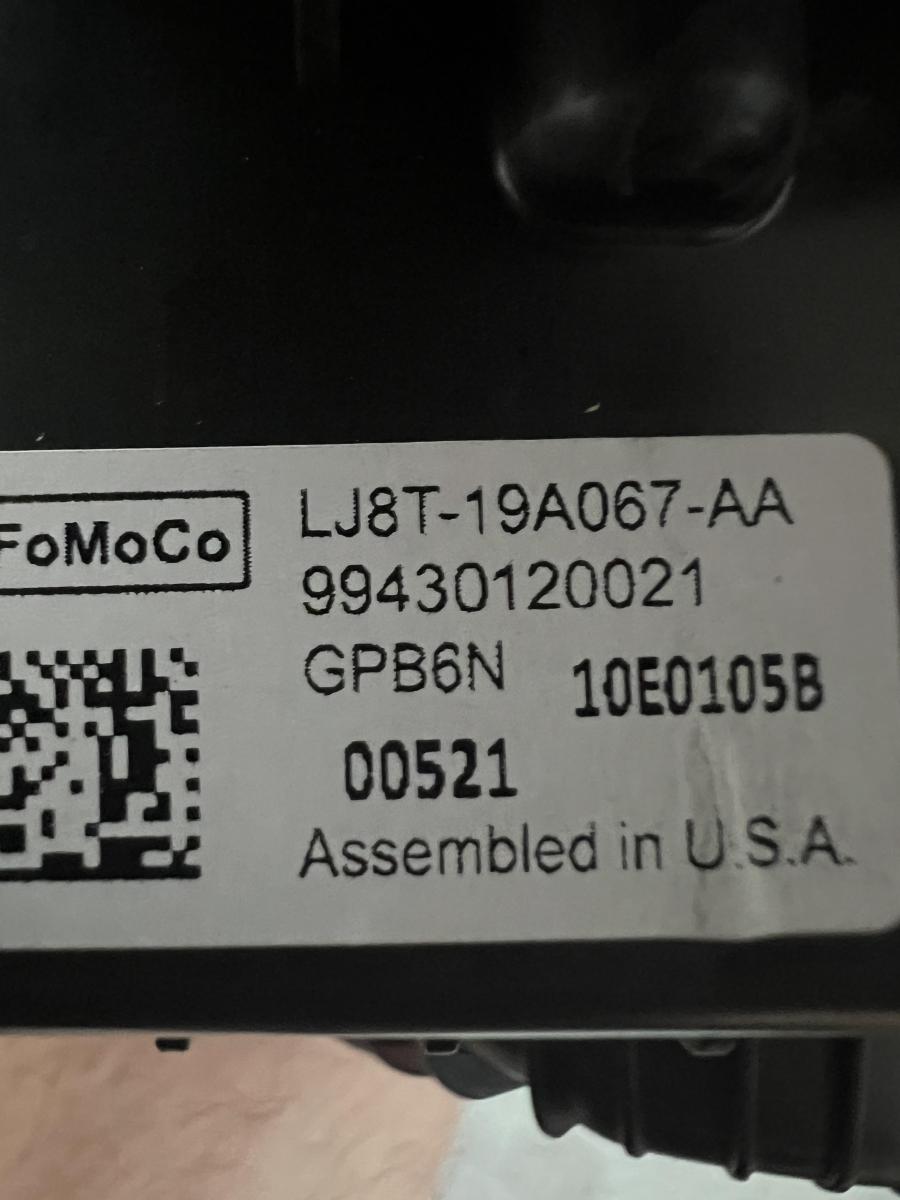 FoMoCo
LJ8T-19A067-AA
99430120021
GPB6N 10E0105B
00521
Assembled in U.S.A.